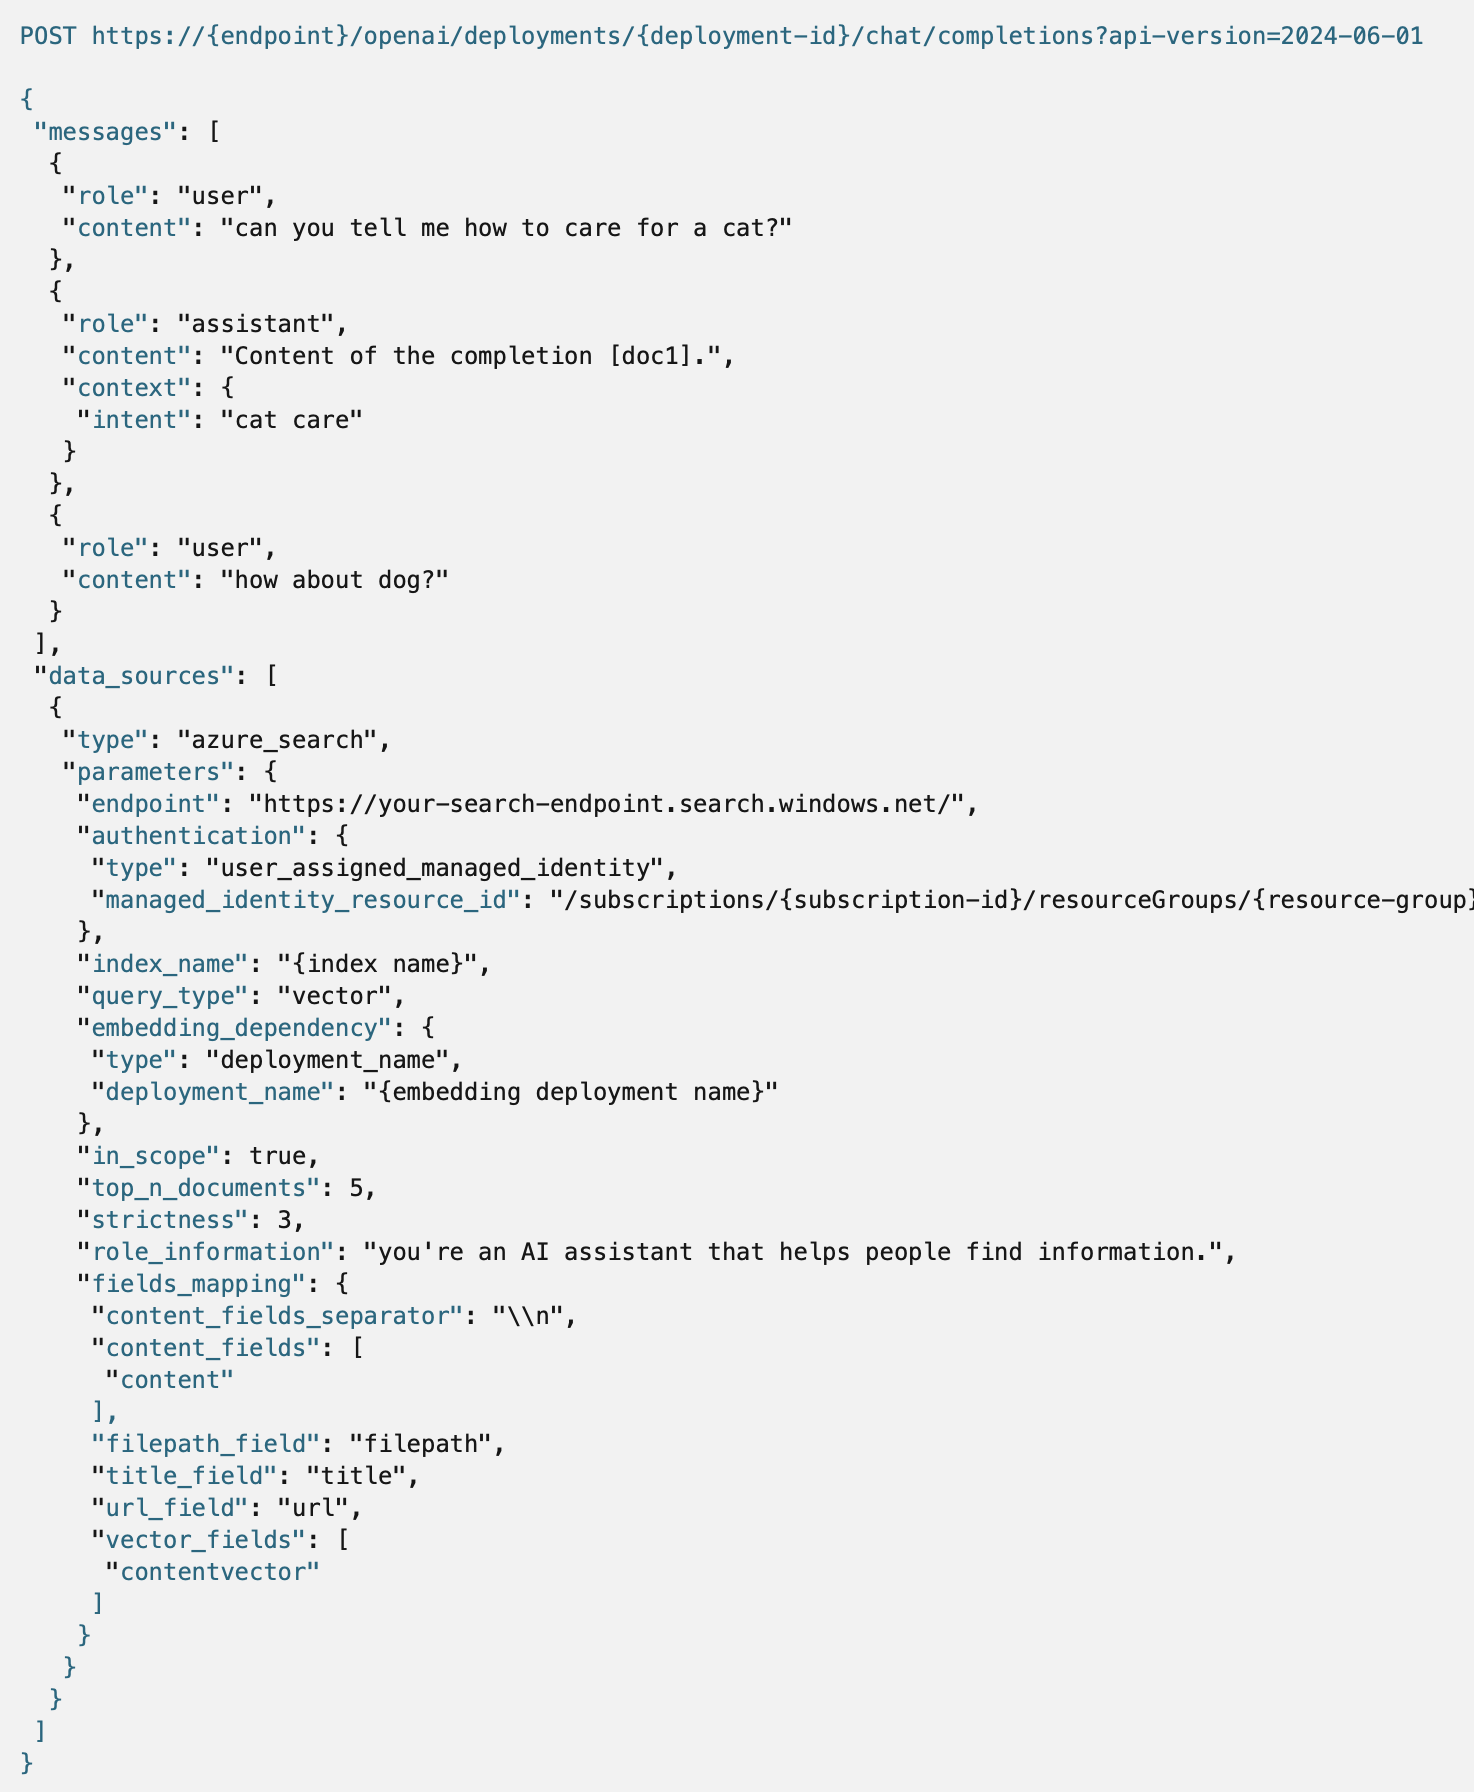 POST https://{endpoint}/openai/deployments/{deployment-id}/chat/completions?api-version=2024-06-01

{
 "messages": [
  {
   "role": "user",
   "content": "can you tell me how to care for a cat?"
  },
  {
   "role": "assistant",
   "content": "Content of the completion [doc1].",
   "context": {
    "intent": "cat care"
   }
  },
  {
   "role": "user",
   "content": "how about dog?"
  }
 ],
 "data_sources": [
  {
   "type": "azure_search",
   "parameters": {
    "endpoint": "https://your-search-endpoint.search.windows.net/",
    "authentication": {
     "type": "user_assigned_managed_identity",
     "managed_identity_resource_id": "/subscriptions/{subscription-id}/resourceGroups/{resource-group}
    },
    "index_name": "{index name}",
    "query_type": "vector",
    "embedding_dependency": {
     "type": "deployment_name",
     "deployment_name": "{embedding deployment name}"
    },
    "in_scope": true,
    "top_n_documents": 5,
    "strictness": 3,
    "role_information": "you're an AI assistant that helps people find information.",
    "fields_mapping": {
     "content_fields_separator": "\\n",
     "content_fields": [
      "content"
     ],
     "filepath_field": "filepath",
     "title_field": "title",
     "url_field": "url",
     "vector_fields": [
      "contentvector"
     ]
    }
   }
  }
 ]
}